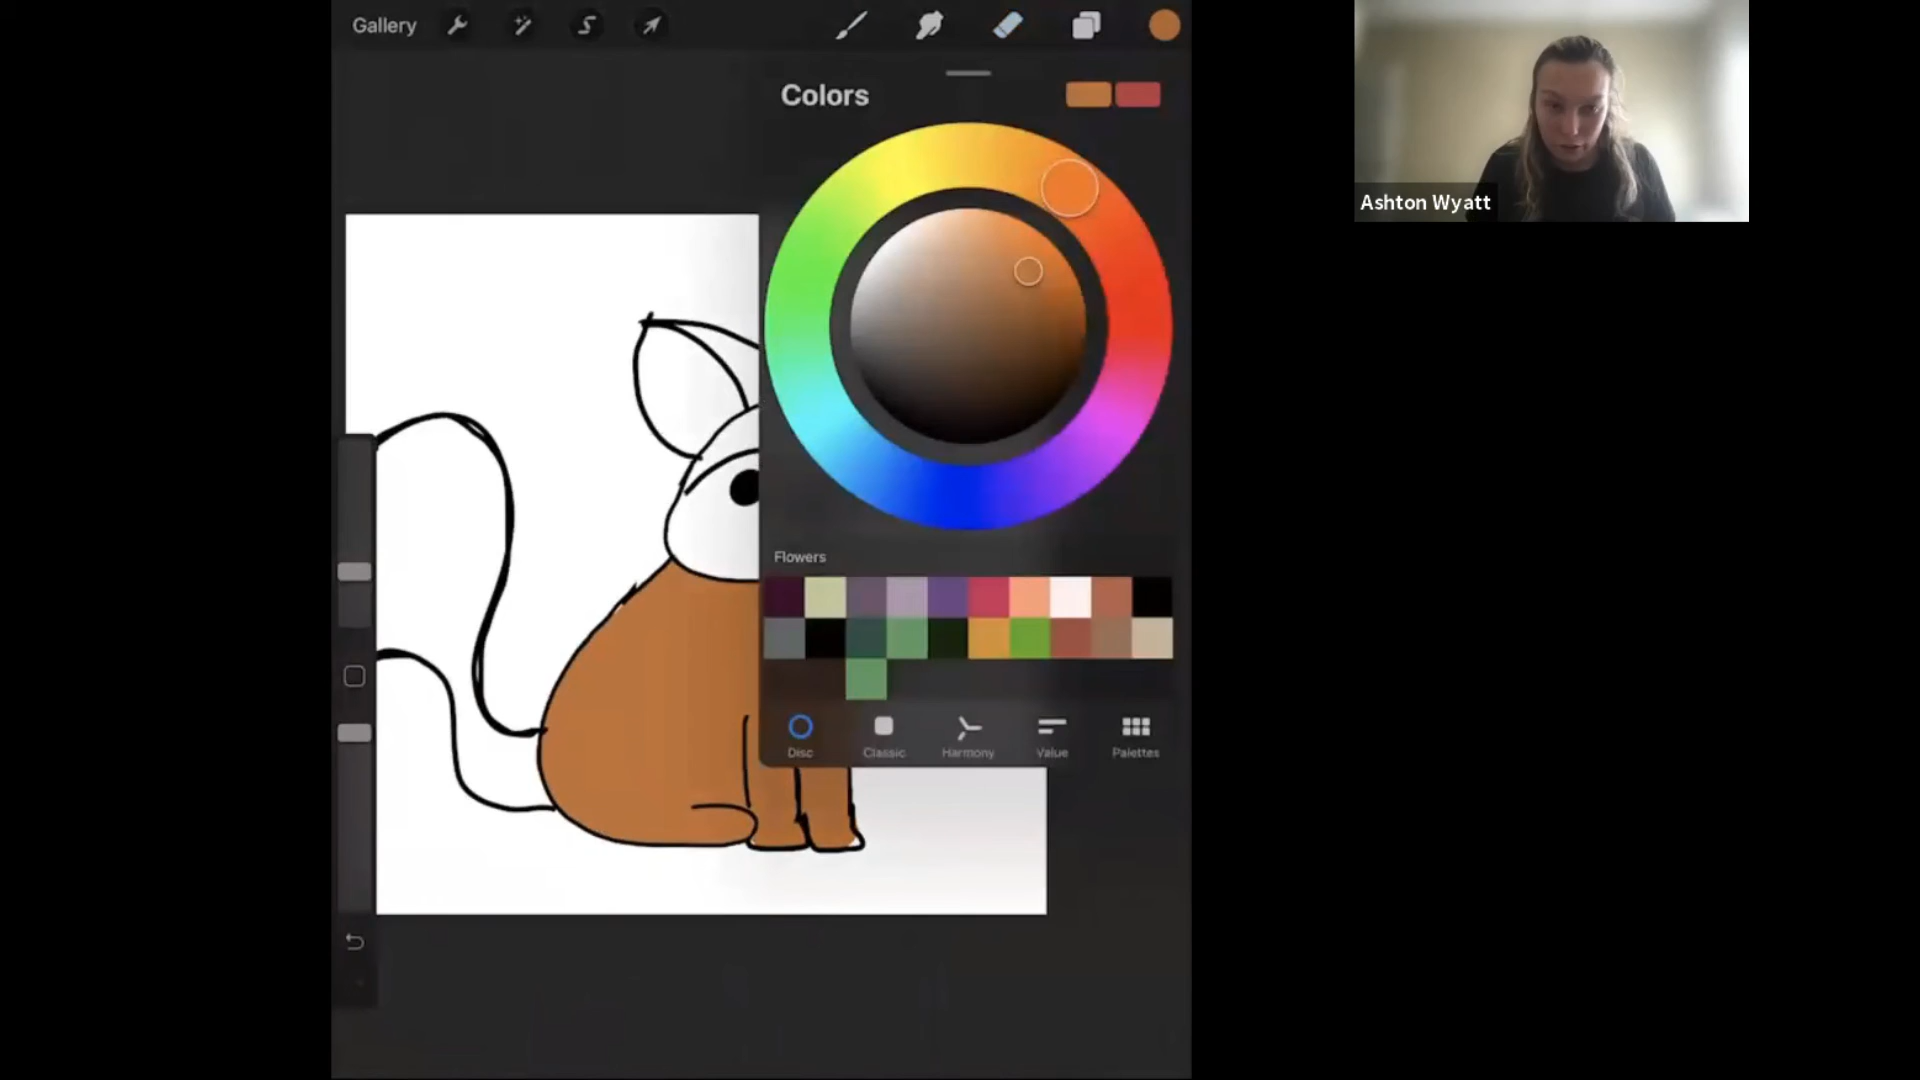 Gallery
Colors
Ashton Wyatt
Flowers
Disc Classic Harmony Value Palettes